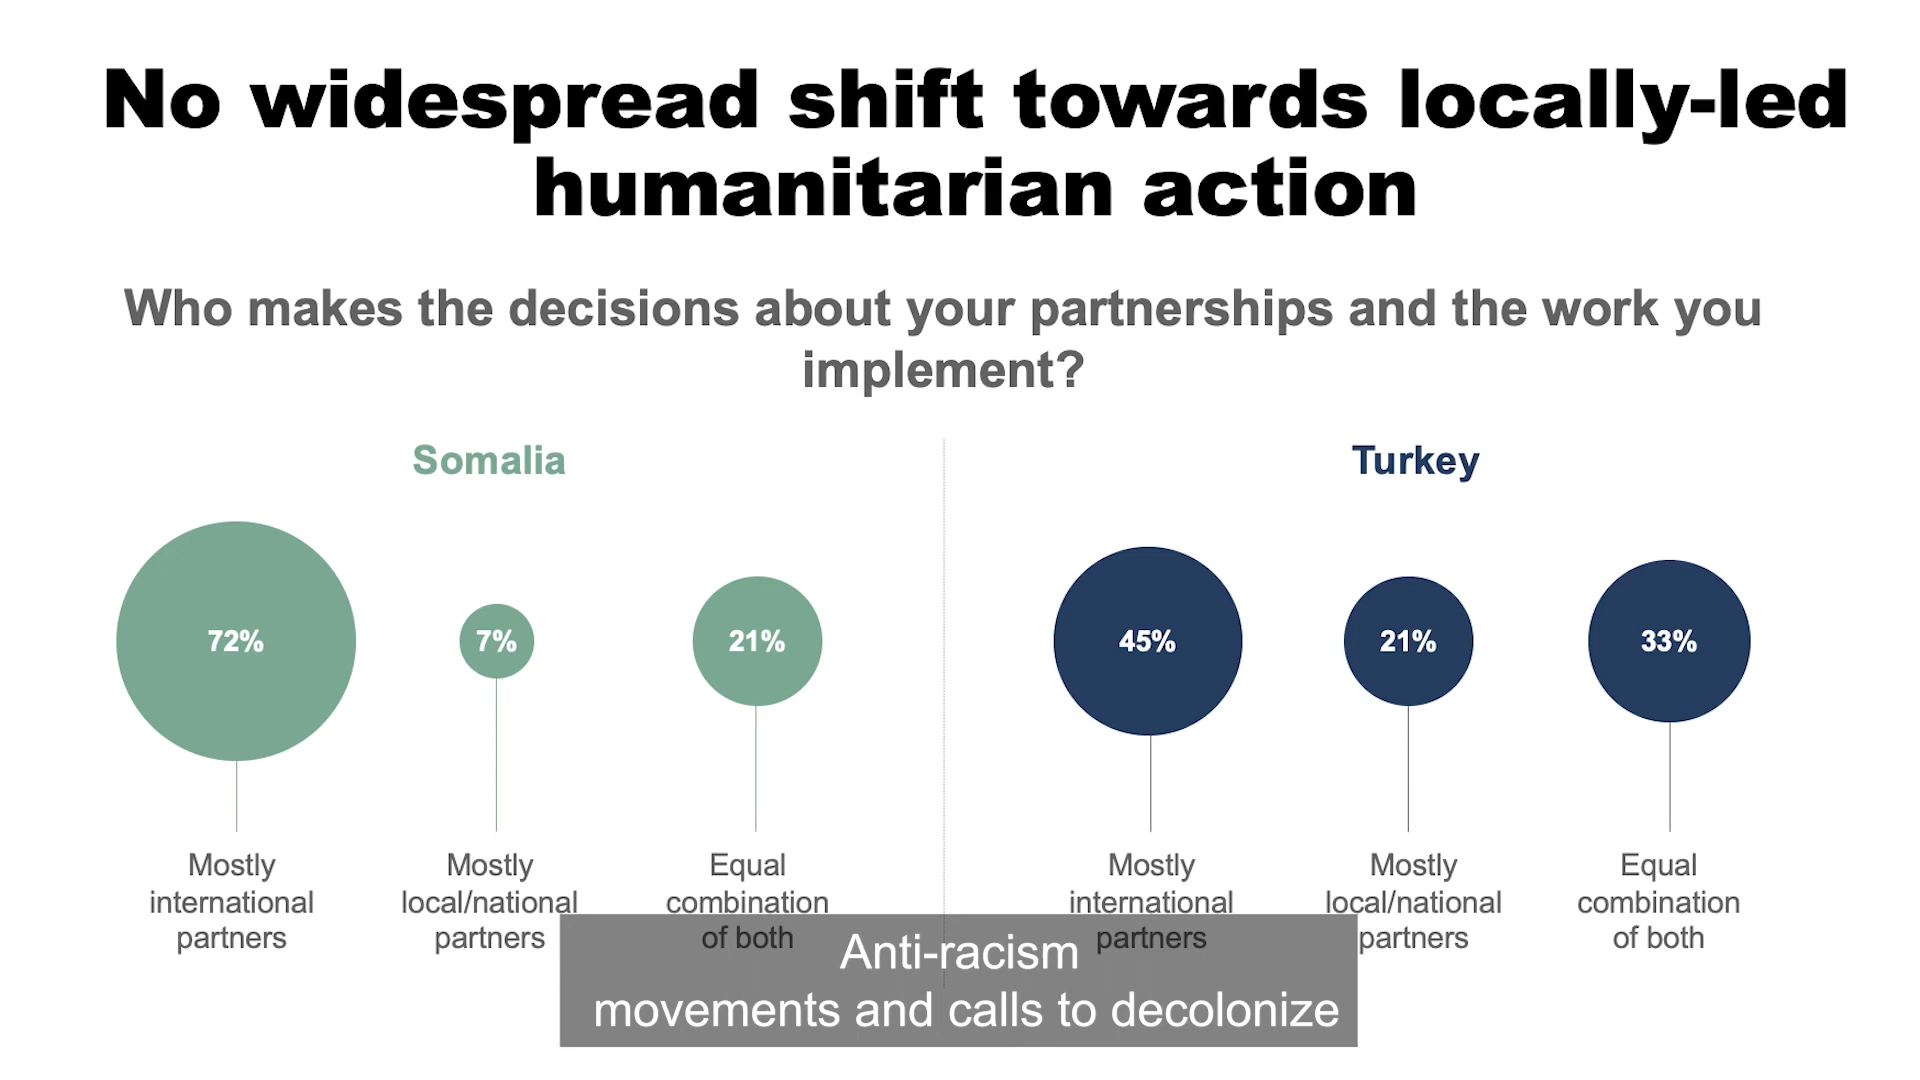 No widespread shift towards locally-led
humanitarian action
Who makes the decisions about your partnerships and the work you
implement?
Somalia
72%
7%
21%
Mostly
international
partners
Mostly
local/national
partners
Equal
combination
of both
Turkey
45%
21%
33%
Mostly
international
partners
Mostly
local/national
partners
Equal
combination
of both
Anti-racism
movements and calls to decolonize